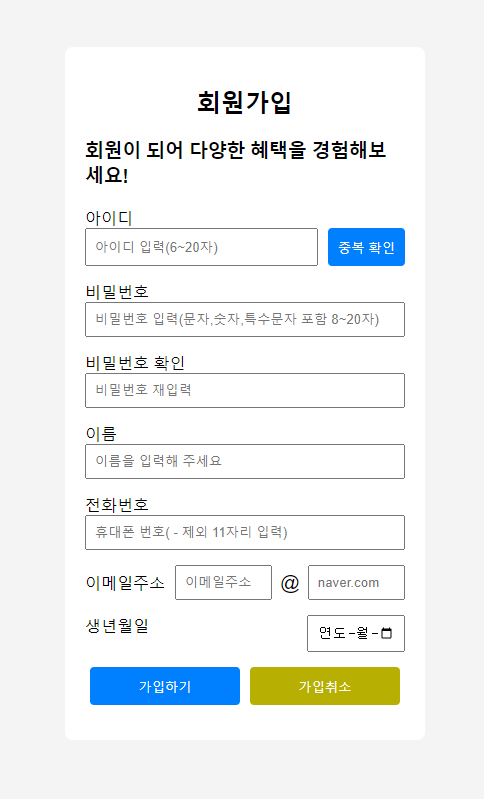 회원가입
회원이 되어 다양한 혜택을 경험해보
세요!
아이디
아이디 입력(6~20자) 중복 확인
비밀번호
비밀번호 입력(문자,숫자,특수문자 포함 8~20자)
비밀번호 확인
비밀번호 재입력
이름
이름을 입력해 주세요
전화번호
휴대폰 번호( - 제외 11자리 입력)
이메일주소 이메일주소 @ naver.com
생년월일 연도-월-
가입하기 가입취소